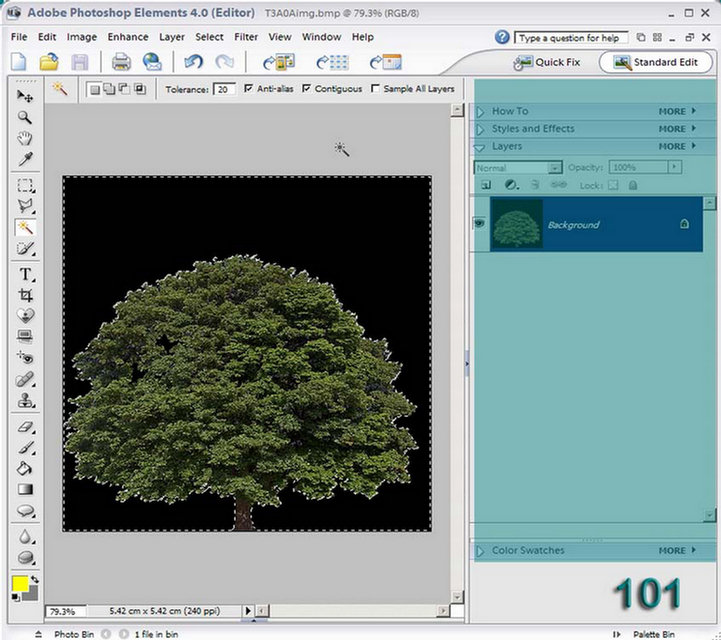 Adobe Photoshop Elements 4.0 (Editor) T3A0Aimg.bmp @ 79.3% (RGB/8)
File Edit Image Enhance Layer Select Filter View Window Help Type a question for help
Quick Fix Standard Edit
Tolerance: 20 Anti-alias Contiguous Sample All Layers
How To MORE
Styles and Effects MORE
Layers MORE
Normal Opacity: 100%
Lock:
Background
T
Color Swatches MORE
101
79.3% 5.42 cm x 5.42 cm (240 ppi)
Photo Bin 1 file in bin Palette Bin